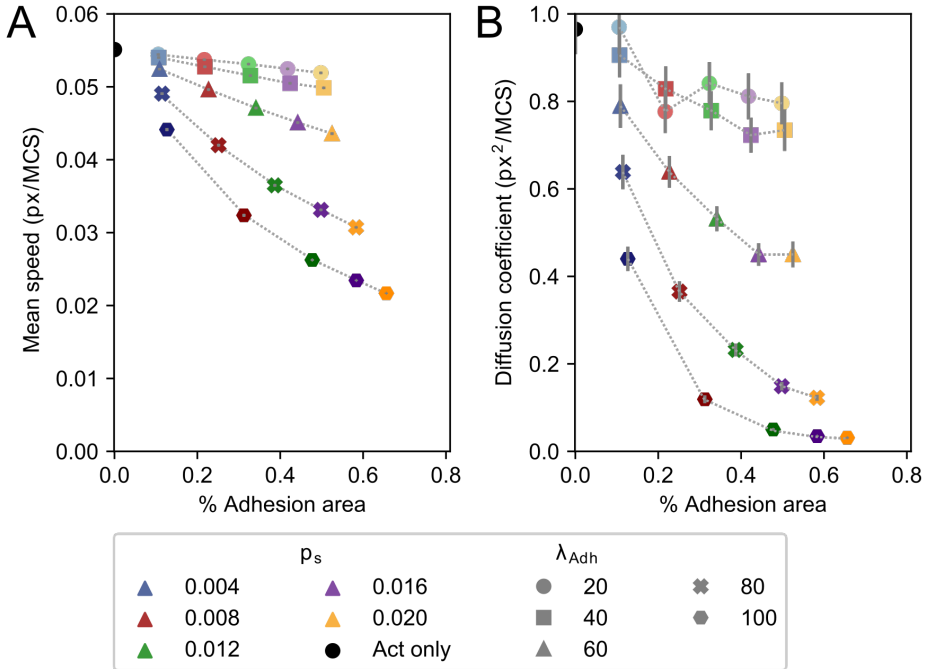 A
B
0.06
0.05
0.04
0.03
0.02
0.01
0.00
Mean speed (px/MCS)
0.0 0.2 0.4 0.6 0.8
% Adhesion area
1.0
0.8
0.6
0.4
0.2
0.0
Diffusion coefficient (px²/MCS)
0.0 0.2 0.4 0.6 0.8
% Adhesion area
pₛ
0.004
0.008
0.012
0.016
0.020
Act only
λAdh
20
40
60
80
100